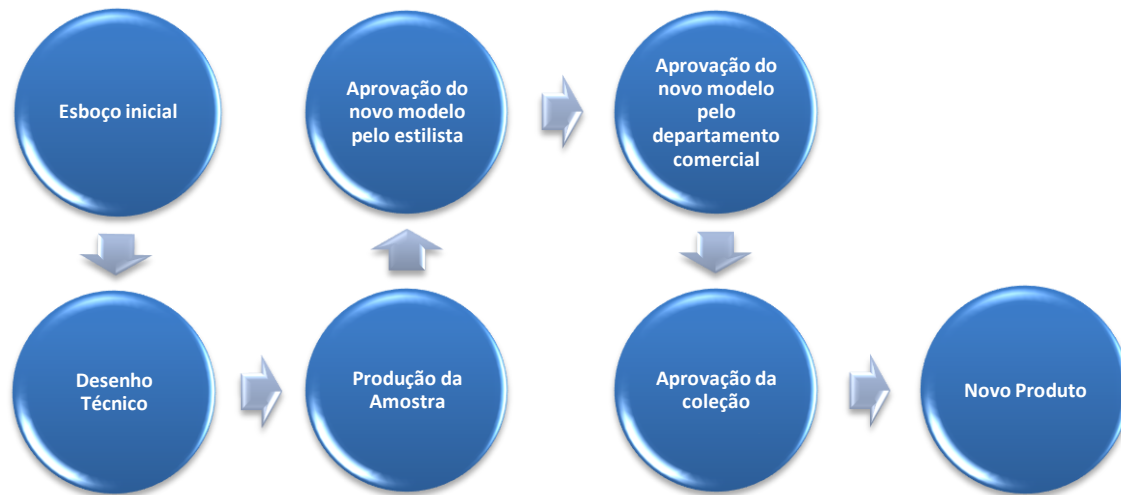 Esboço inicial
Desenho
Técnico
Produção da
Amostra
Aprovação do
novo modelo
pelo estilista
Aprovação do
novo modelo
pelo
departamento
comercial
Aprovação da
coleção
Novo Produto